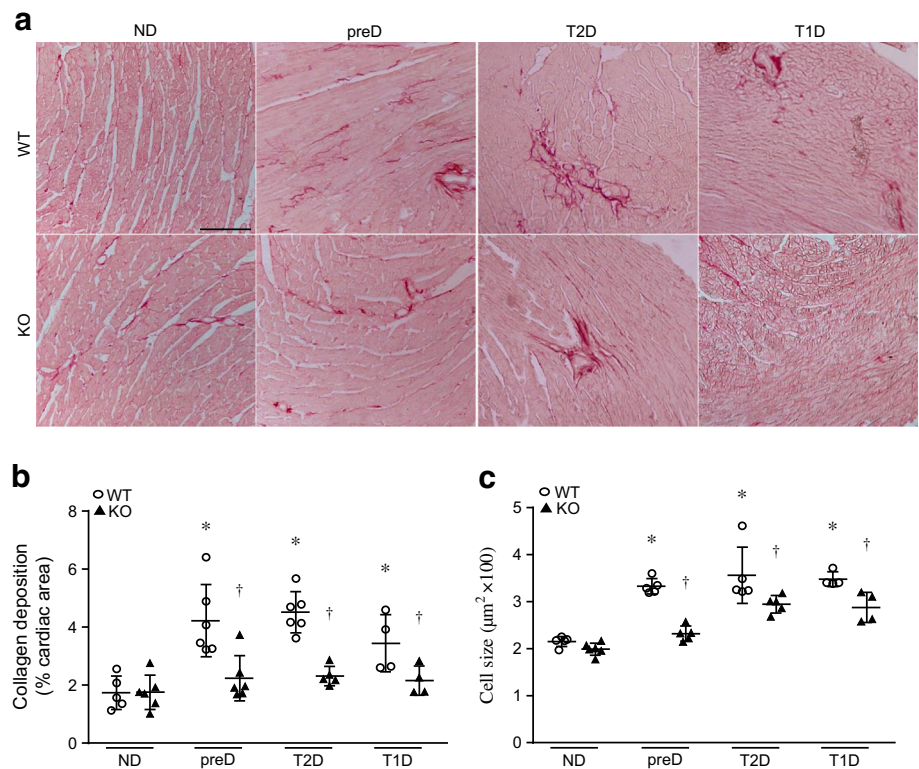 a
ND preD T2D T1D
WT
KO
b
○ WT
▲ KO
Collagen deposition
(% cardiac area)
8
6
4
2
0
* * *
† † †
ND preD T2D T1D
c
○ WT
▲ KO
Cell size (µm² ×100)
5
4
3
2
1
0
* * *
† † †
ND preD T2D T1D